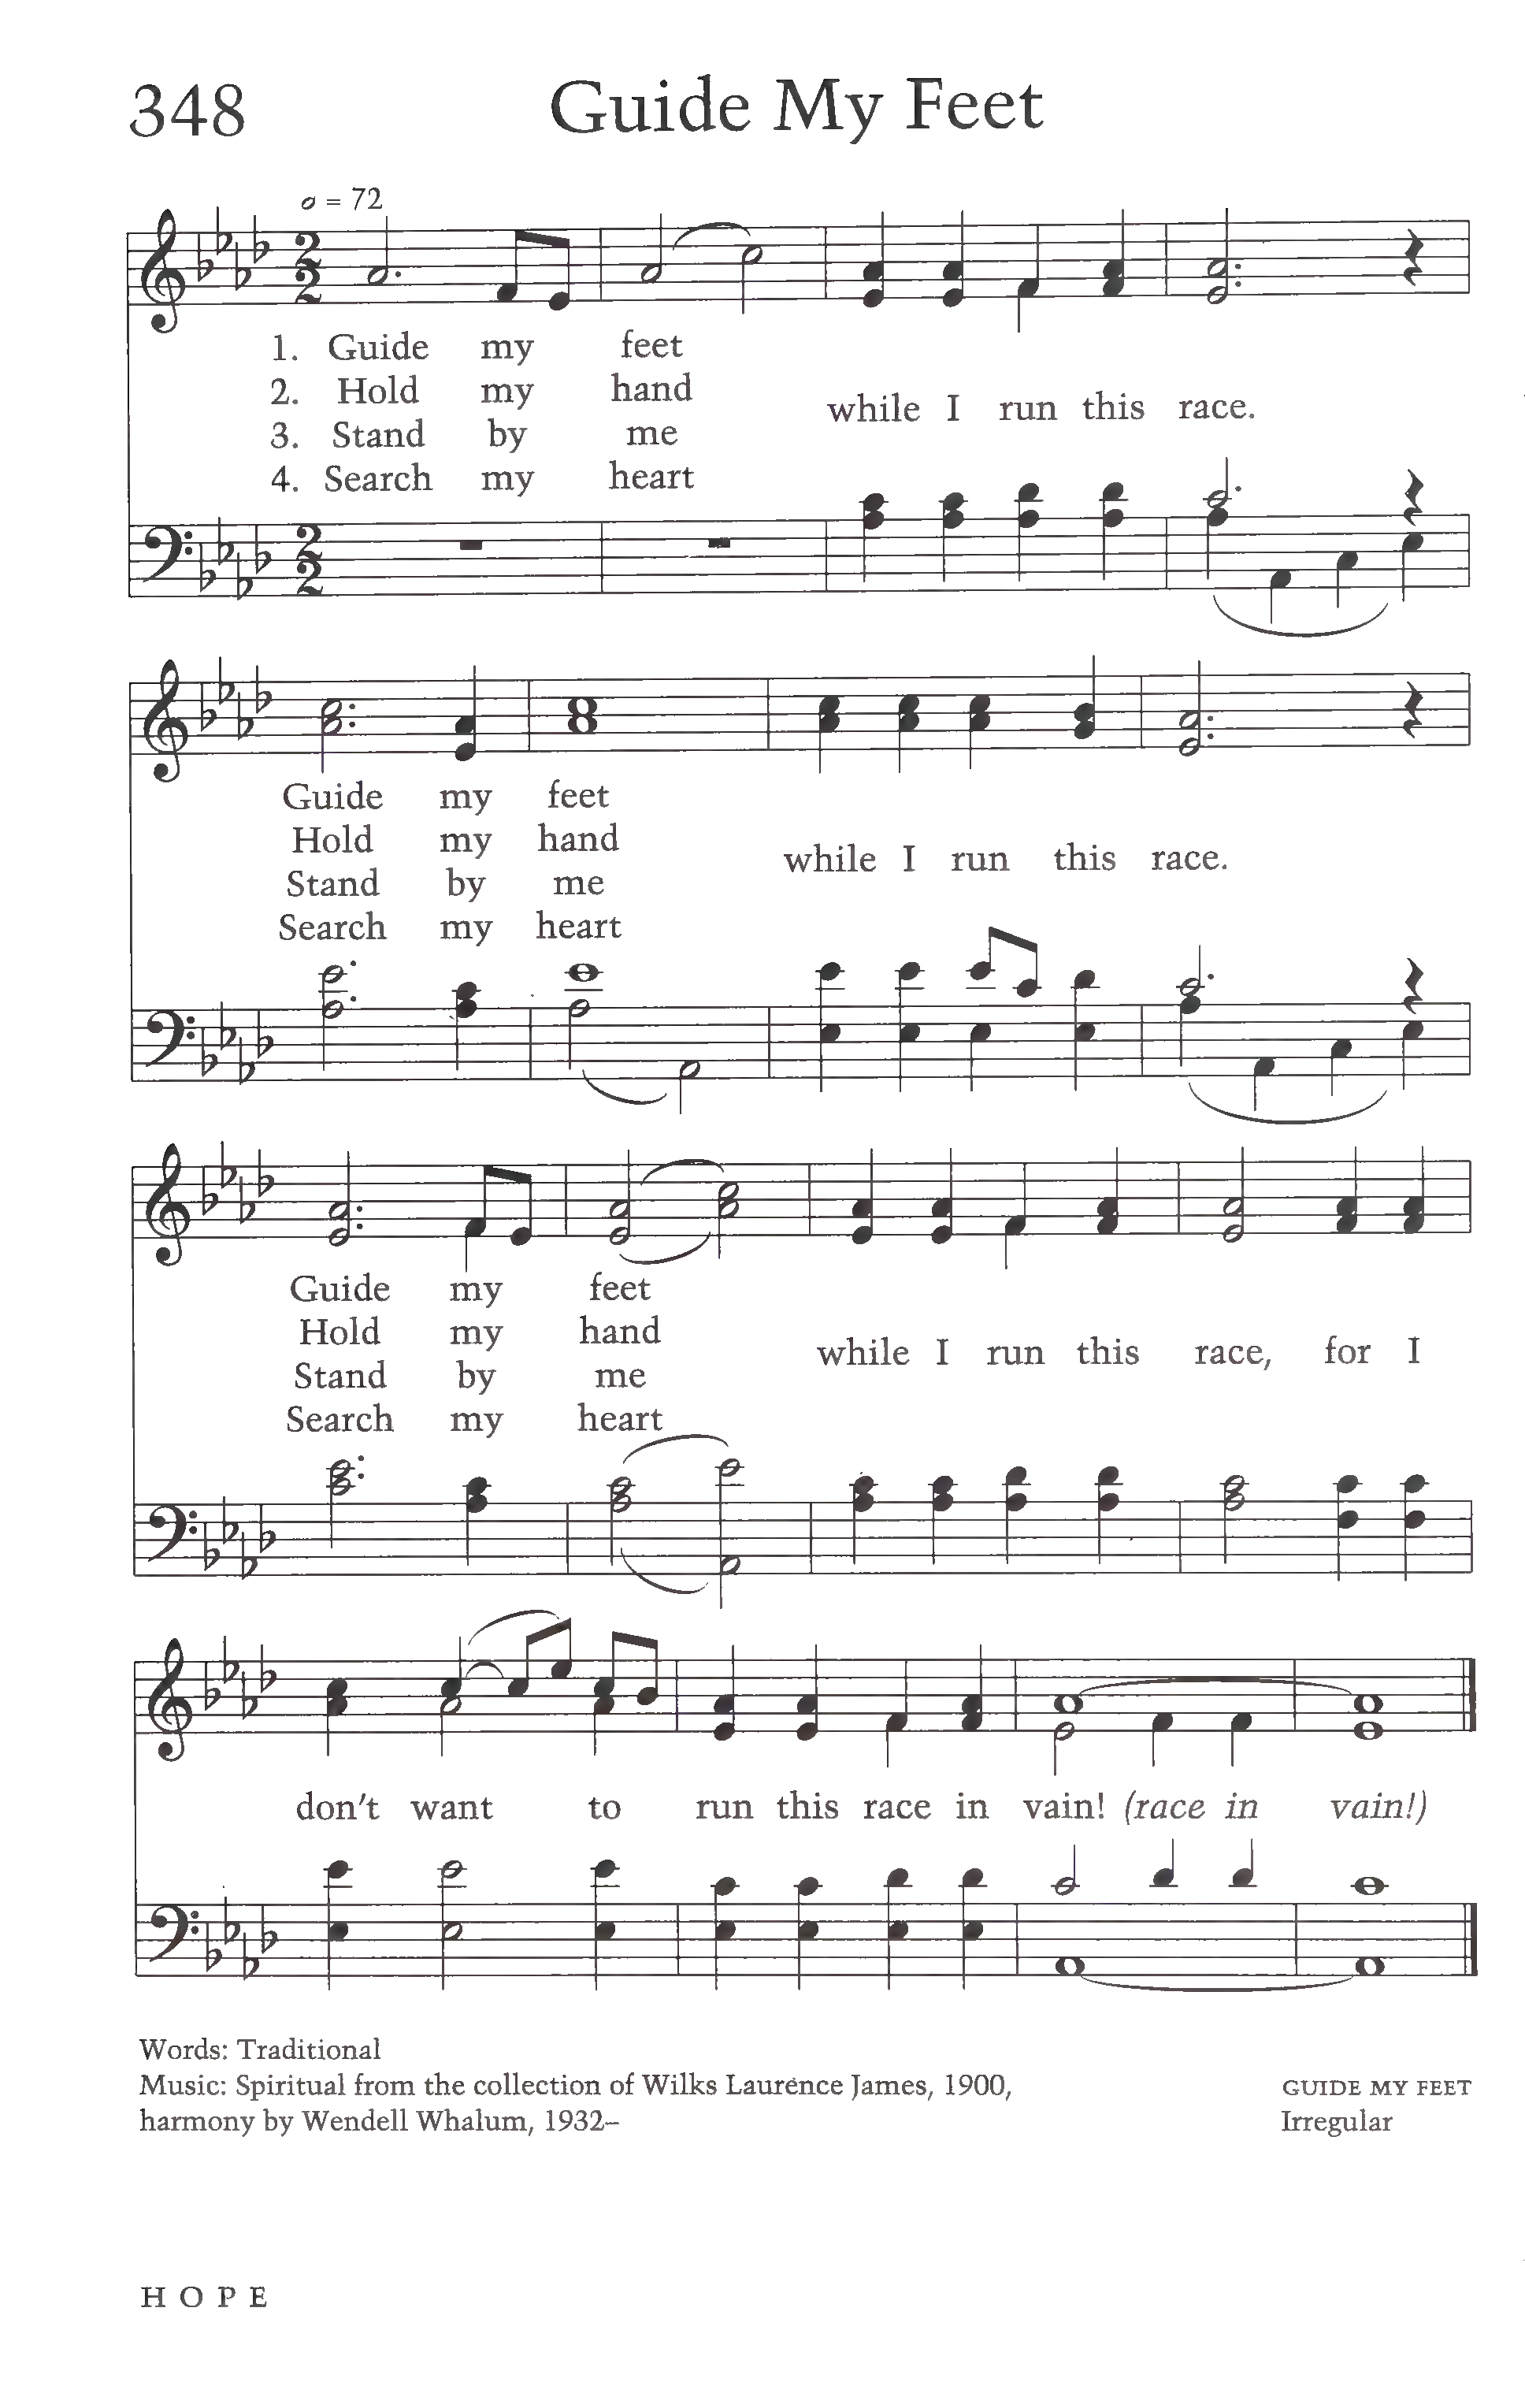 348 Guide My Feet
= 72
1. Guide my feet
2. Hold my hand
while I run this race.
3. Stand by me
4. Search my heart
Guide my feet
Hold my hand
while I run this race.
Stand by me
Search my heart
Guide my feet
Hold my hand
while I run this race, for I
Stand by me
Search my heart
don't want to run this race in vain! (race in vain!)
Words: Traditional
Music: Spiritual from the collection of Wilks Laurence James, 1900, GUIDE MY FEET
harmony by Wendell Whalum, 1932– Irregular
HOPE